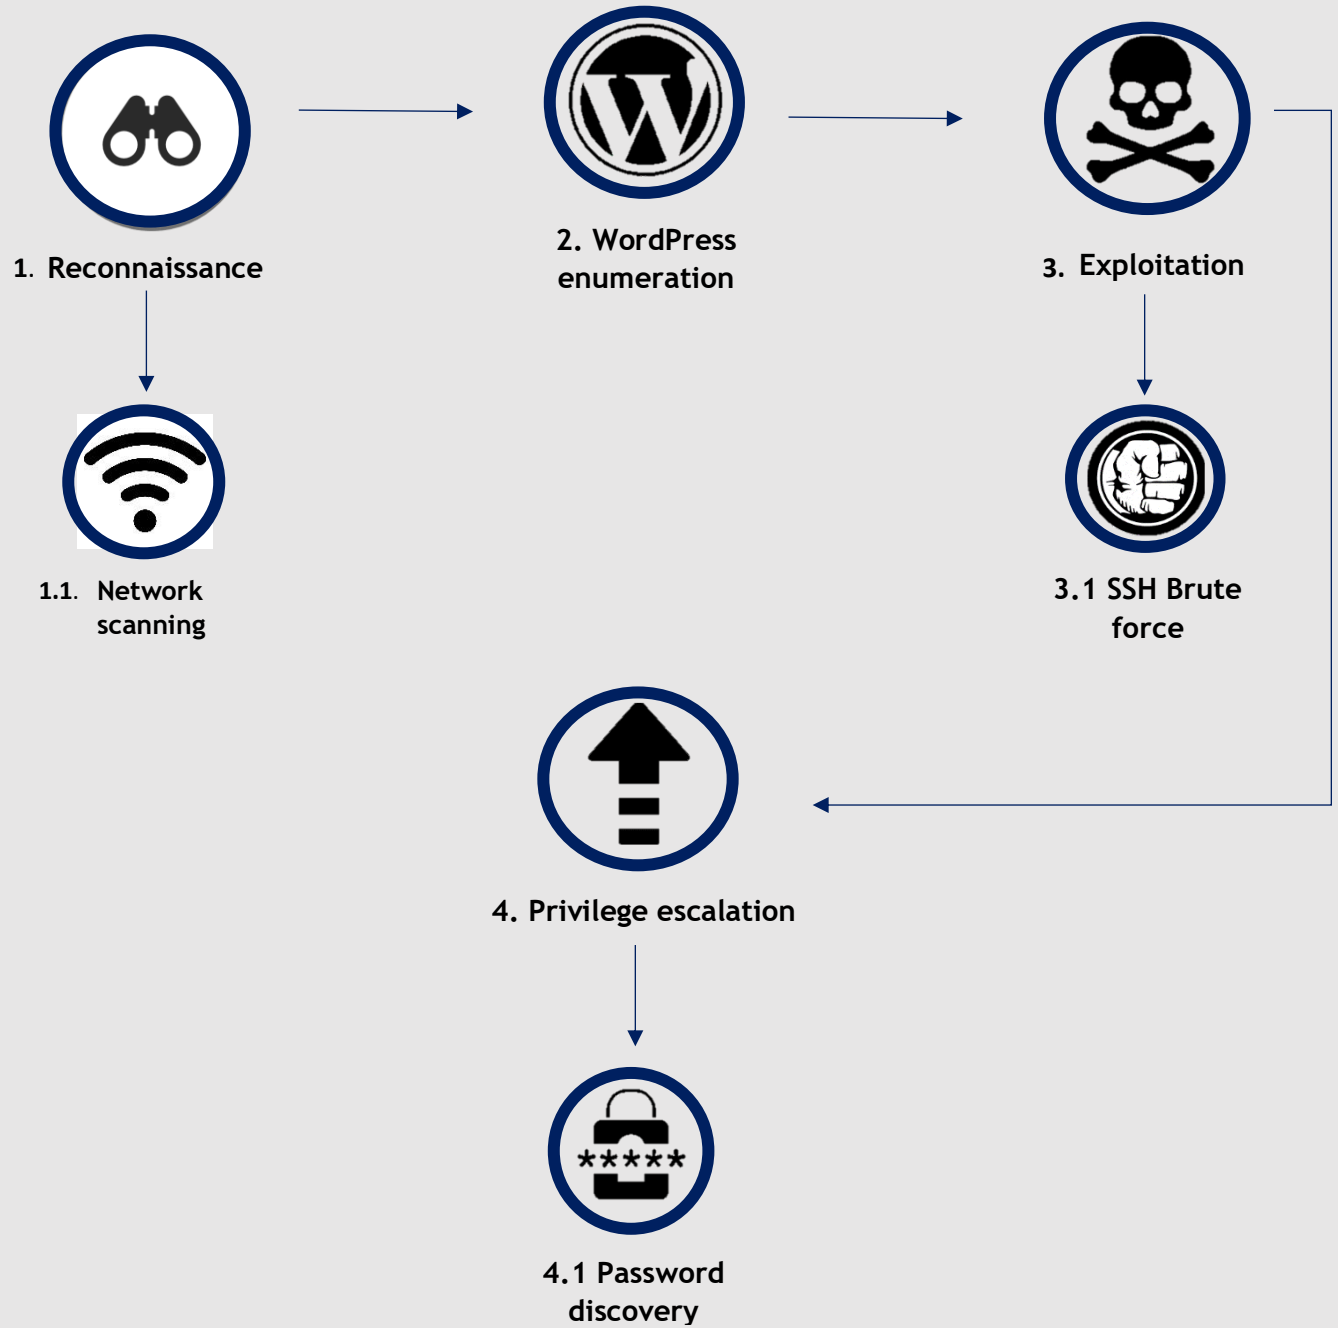 1. Reconnaissance
2. WordPress
enumeration
3. Exploitation
1.1. Network
scanning
3.1 SSH Brute
force
4. Privilege escalation
*****
4.1 Password
discovery